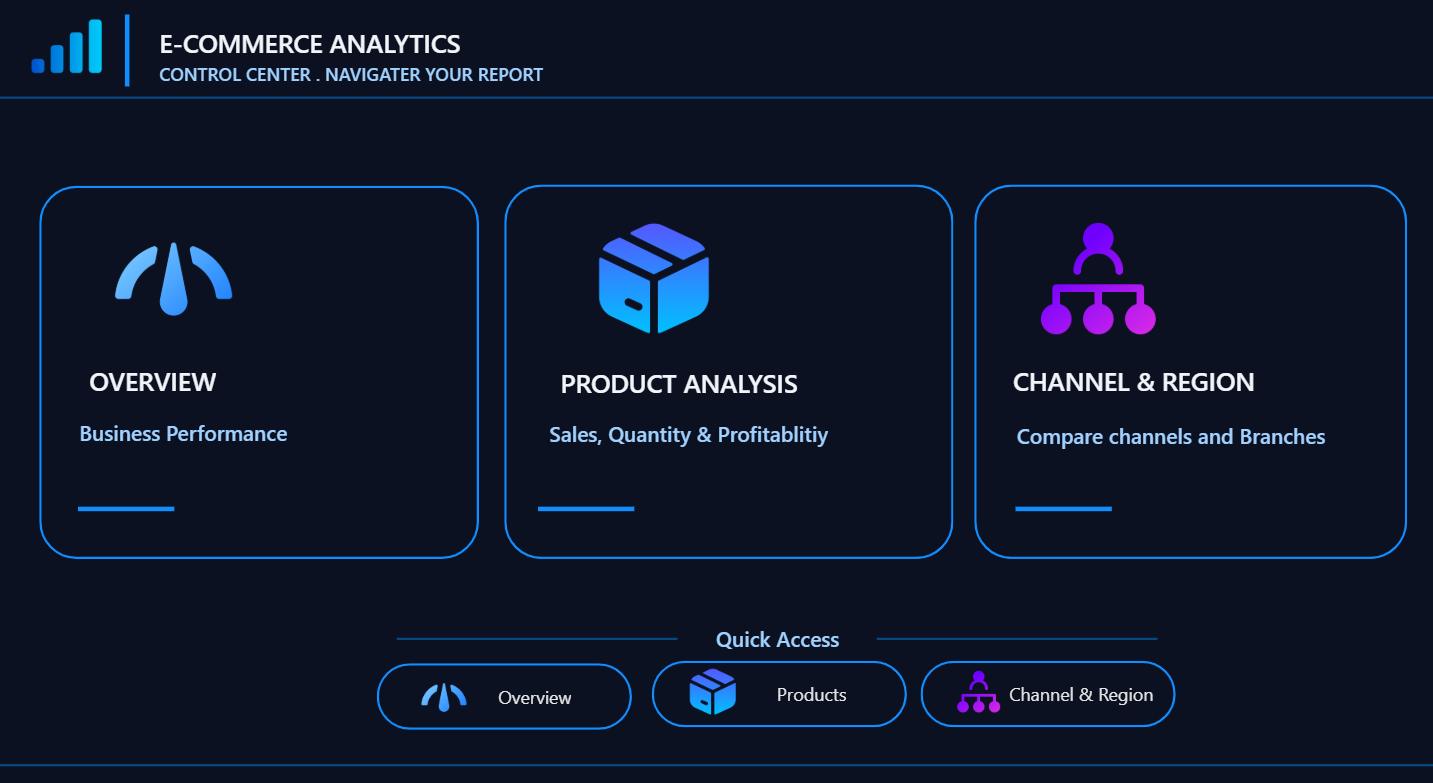 E-COMMERCE ANALYTICS
CONTROL CENTER . NAVIGATER YOUR REPORT
OVERVIEW
Business Performance
PRODUCT ANALYSIS
Sales, Quantity & Profitablitiy
CHANNEL & REGION
Compare channels and Branches
Quick Access
Overview
Products
Channel & Region